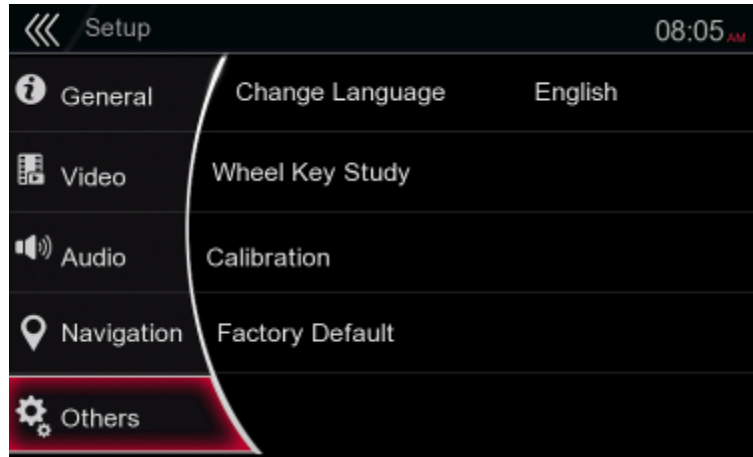 Setup
08:05 AM
General
Change Language English
Video
Wheel Key Study
Audio
Calibration
Navigation
Factory Default
Others